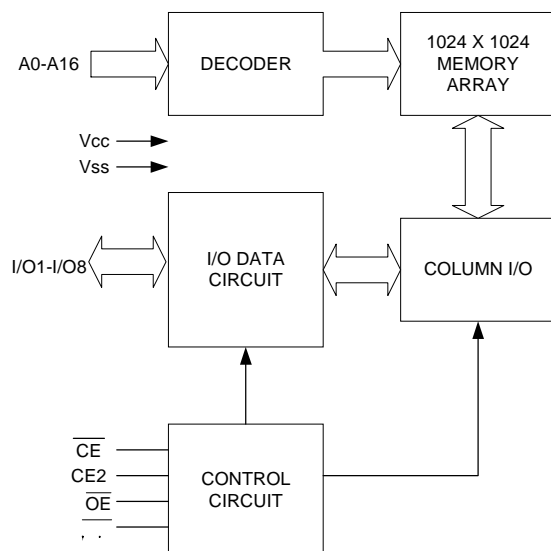 A0-A16
DECODER
1024 X 1024
MEMORY
ARRAY
Vcc
Vss
I/O1-I/O8
I/O DATA
CIRCUIT
COLUMN I/O
CE
CE2
OE
CONTROL
CIRCUIT